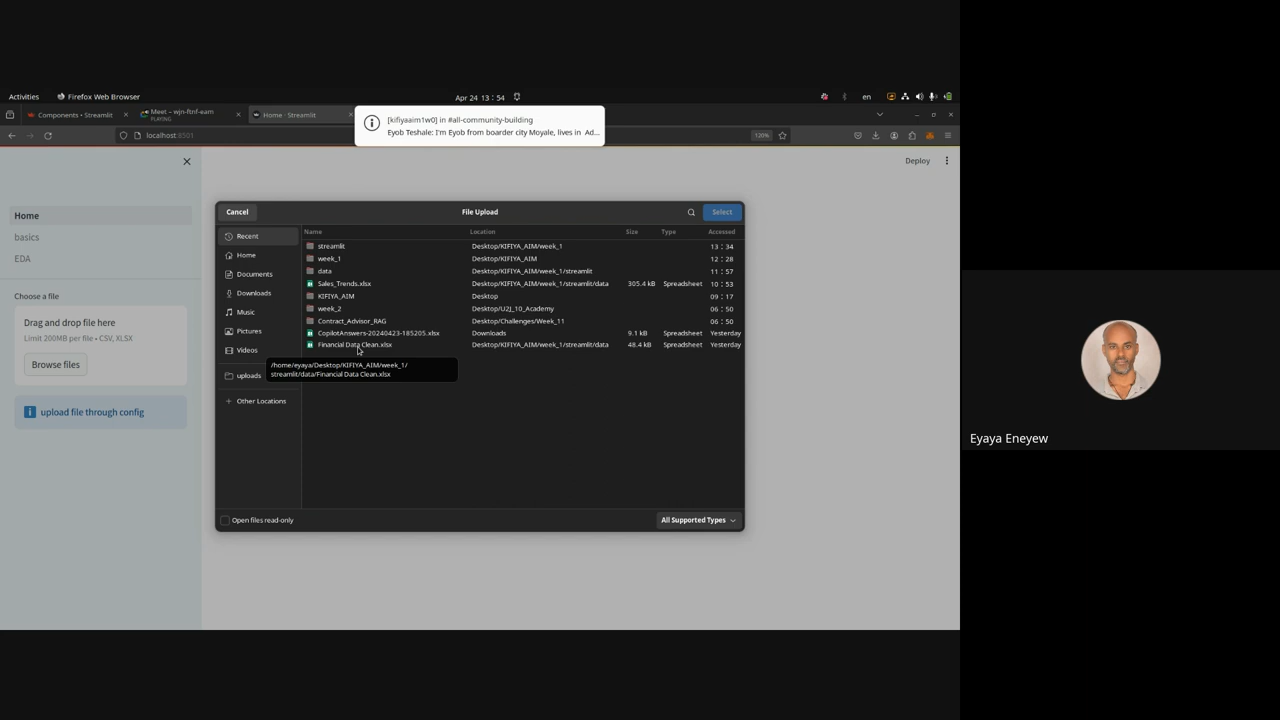 Activities
Firefox Web Browser
Apr 24 13 : 54
en
Components • Streamlit
Meet – wjn-ftnf-eam
PLAYING
Home · Streamlit
localhost:8501
120%
[kifiyaaim1w0] in #all-community-building
Eyob Teshale: I'm Eyob from boarder city Moyale, lives in Ad...
Deploy
Home
basics
EDA
Choose a file
Drag and drop file here
Limit 200MB per file • CSV, XLSX
Browse files
upload file through config
Cancel
File Upload
Select
Recent
Home
Documents
Downloads
Music
Pictures
Videos
uploads
Other Locations
Name Location Size Type Accessed
streamlit Desktop/KIFIYA_AIM/week_1 13 : 34
week_1 Desktop/KIFIYA_AIM 12 : 28
data Desktop/KIFIYA_AIM/week_1/streamlit 11 : 57
Sales_Trends.xlsx Desktop/KIFIYA_AIM/week_1/streamlit/data 305.4 kB Spreadsheet 10 : 53
KIFIYA_AIM Desktop 09 : 17
week_2 Desktop/U2J_10_Academy 06 : 50
Contract_Advisor_RAG Desktop/Challenges/Week_11 06 : 50
CopilotAnswers-20240423-185205.xlsx Downloads 9.1 kB Spreadsheet Yesterday
Financial Data Clean.xlsx Desktop/KIFIYA_AIM/week_1/streamlit/data 48.4 kB Spreadsheet Yesterday
/home/eyaya/Desktop/KIFIYA_AIM/week_1/
streamlit/data/Financial Data Clean.xlsx
Open files read-only
All Supported Types
Eyaya Eneyew